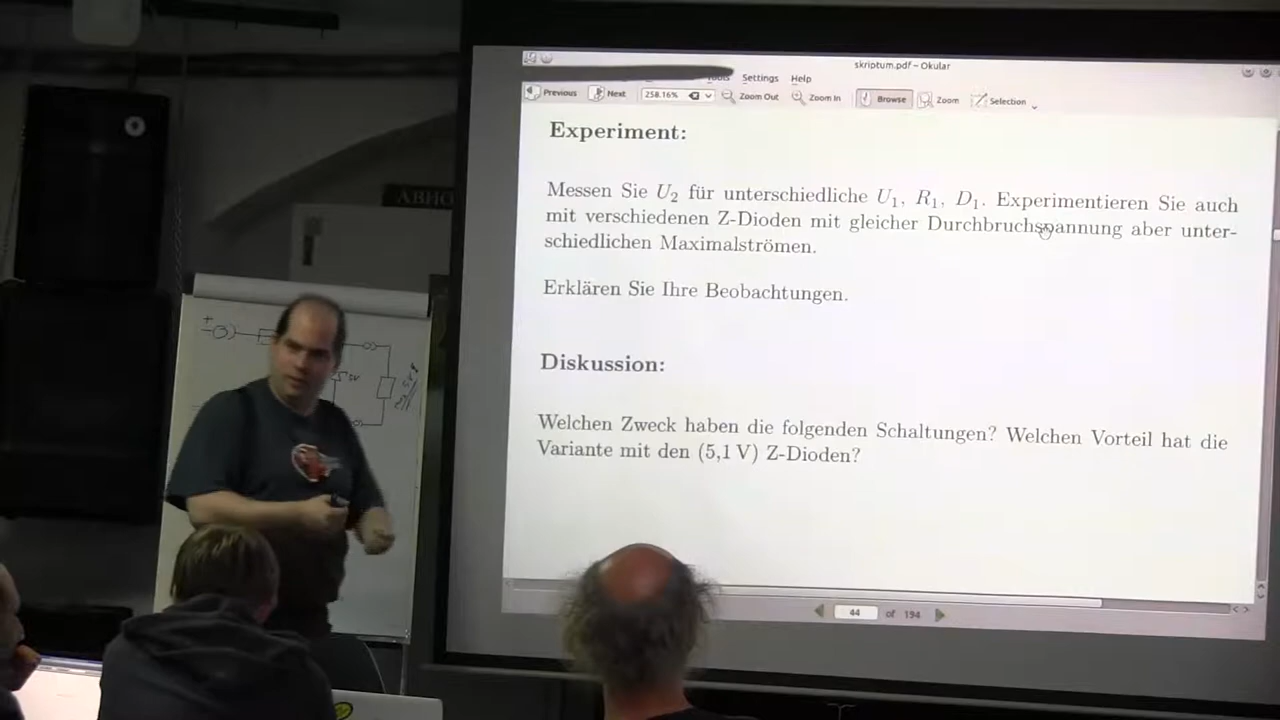 skriptum.pdf – Okular
Settings Help
Previous Next 258.16% Zoom Out Zoom In Browse Zoom Selection
Experiment:
Messen Sie U₂ für unterschiedliche U₁, R₁, D₁. Experimentieren Sie auch
mit verschiedenen Z-Dioden mit gleicher Durchbruchspannung aber unter-
schiedlichen Maximalströmen.
Erklären Sie Ihre Beobachtungen.
Diskussion:
Welchen Zweck haben die folgenden Schaltungen? Welchen Vorteil hat die
Variante mit den (5,1 V) Z-Dioden?
44 of 194
ABHO